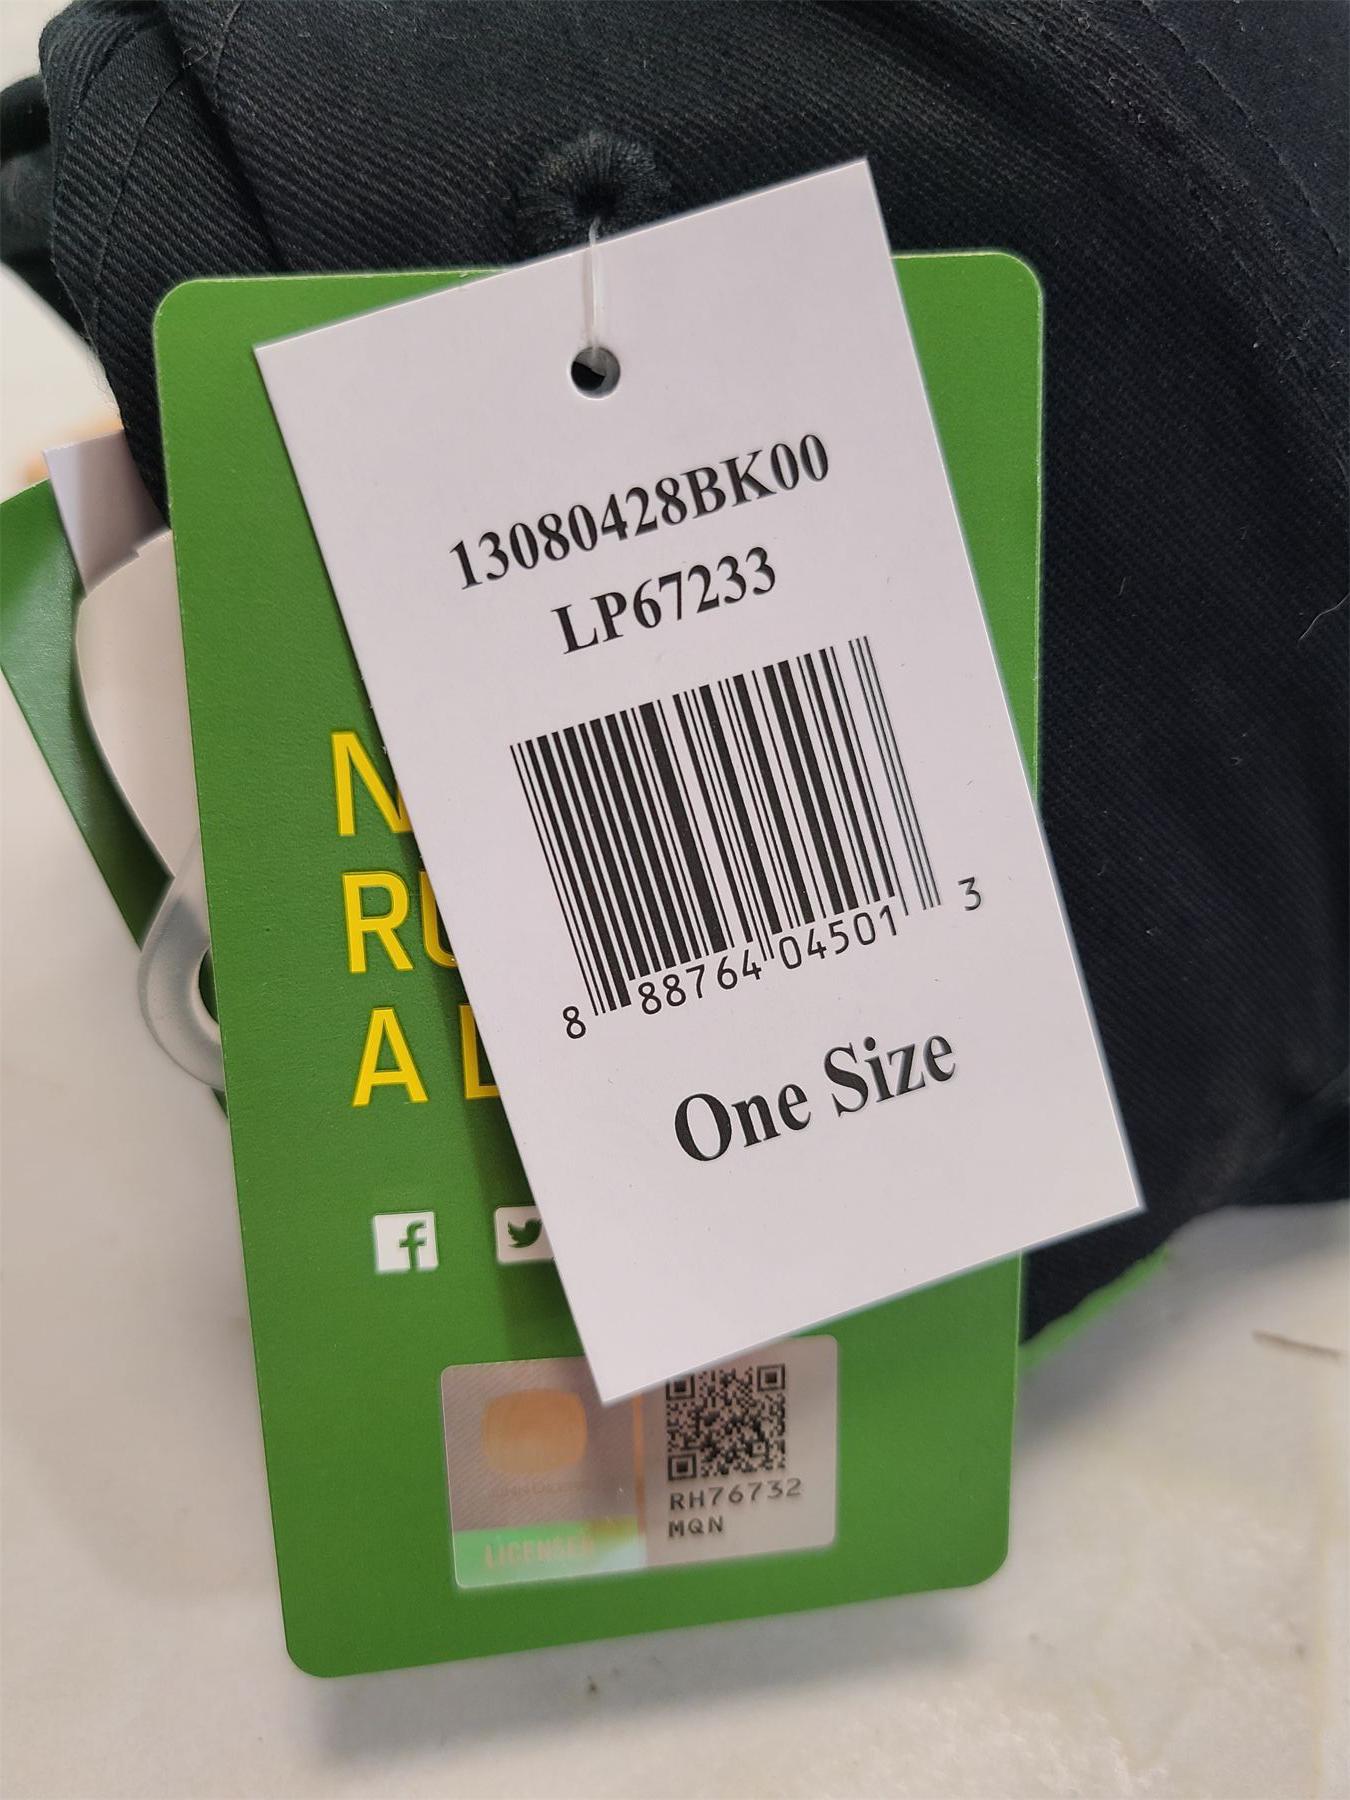 13080428BK00
LP67233
8 88764 04501 3
One Size
N
RU
A L
RH76732
MQN
LICENSED